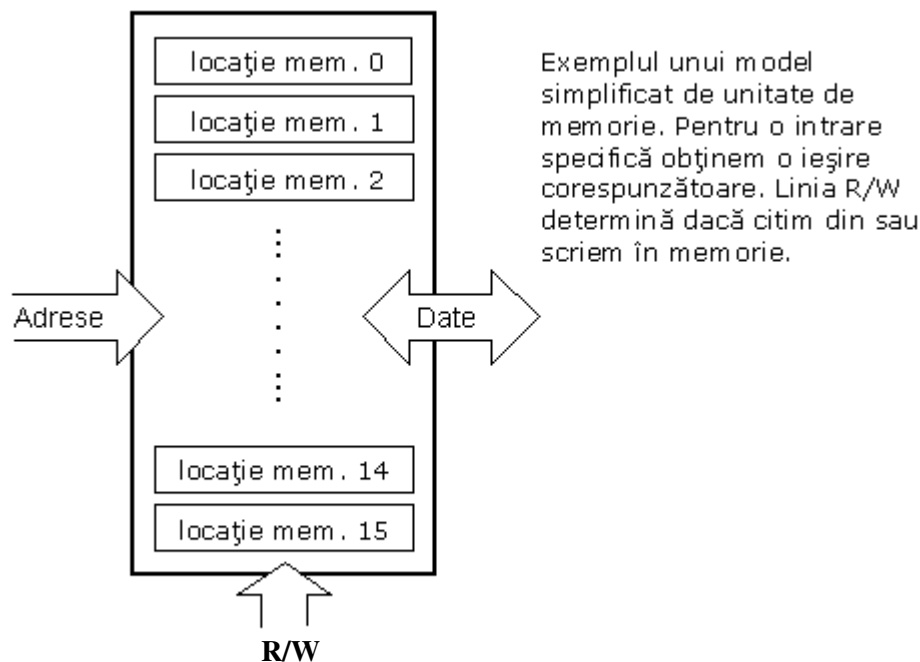 locaţie mem. 0
locaţie mem. 1
locaţie mem. 2
Adrese
Date
locaţie mem. 14
locaţie mem. 15
R/W
Exemplul unui model
simplificat de unitate de
memorie. Pentru o intrare
specifică obţinem o ieşire
corespunzătoare. Linia R/W
determină dacă citim din sau
scriem în memorie.